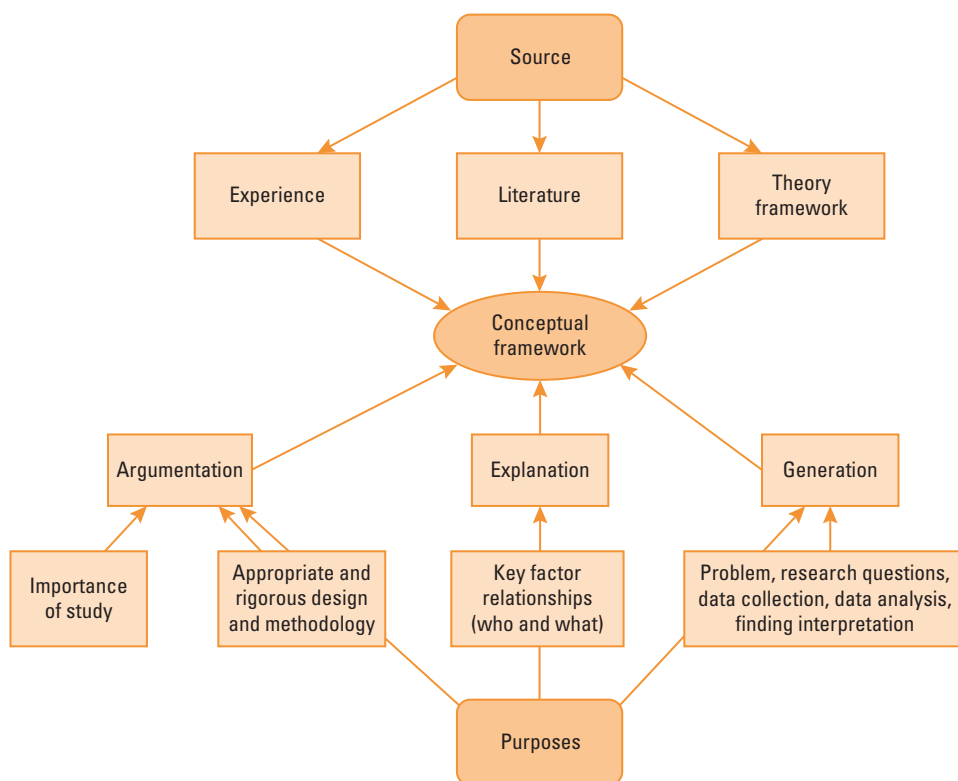 Source
Experience
Literature
Theory
framework
Conceptual
framework
Argumentation
Explanation
Generation
Importance
of study
Appropriate and
rigorous design
and methodology
Key factor
relationships
(who and what)
Problem, research questions,
data collection, data analysis,
finding interpretation
Purposes